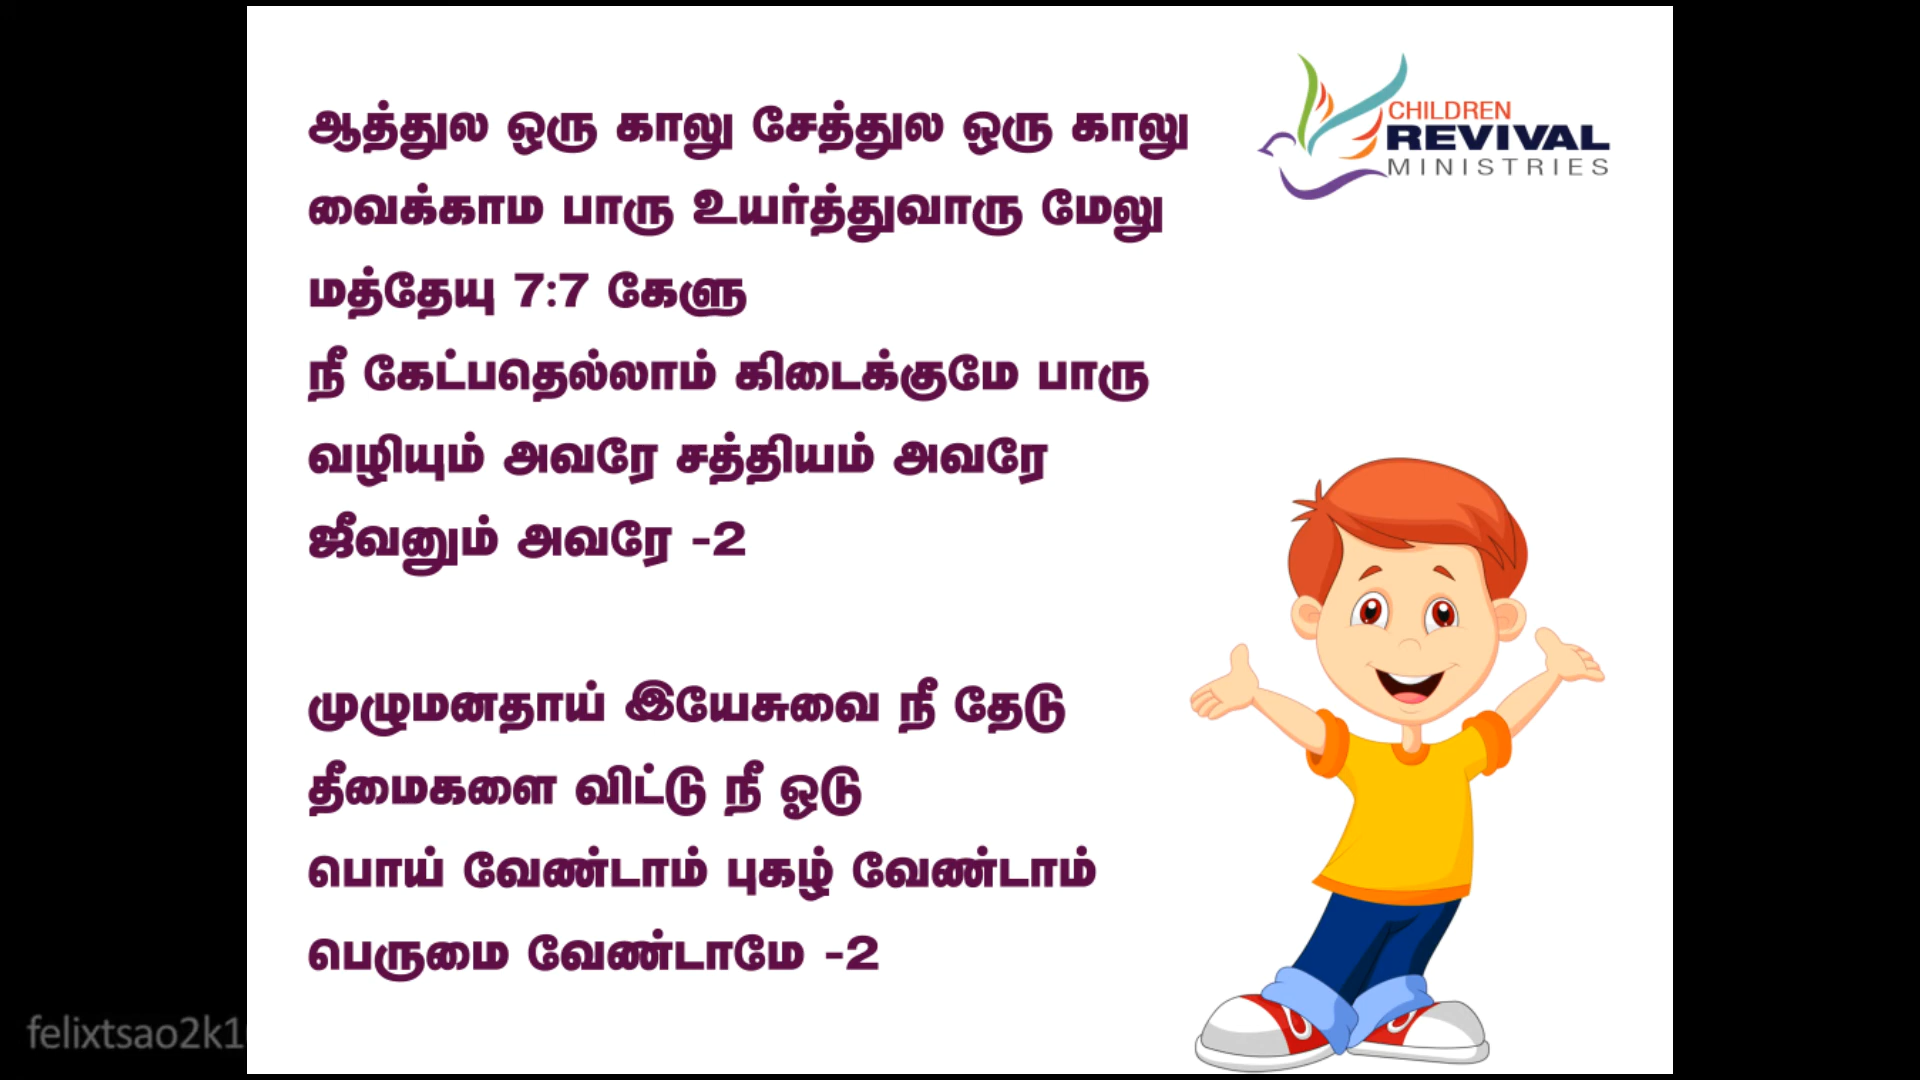 ஆத்துல ஒரு காலு சேத்துல ஒரு காலு
வைக்காம பாரு உயர்த்துவாரு மேலு
மத்தேயு 7:7 கேளு
நீ கேட்பதெல்லாம் கிடைக்குமே பாரு
வழியும் அவரே சத்தியம் அவரே
ஜீவனும் அவரே -2
முழுமனதாய் இயேசுவை நீ தேடு
தீமைகளை விட்டு நீ ஓடு
பொய் வேண்டாம் புகழ் வேண்டாம்
பெருமை வேண்டாமே -2
CHILDREN
REVIVAL
MINISTRIES
felixtsao2k1